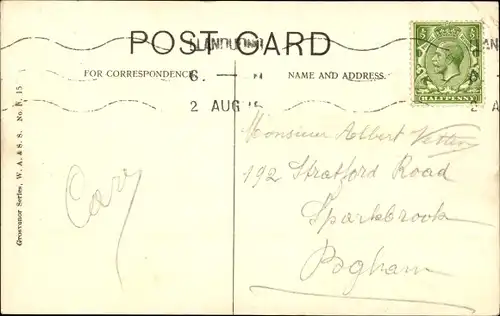 POST CARD
LLANDUDNO
FOR CORRESPONDENCE
NAME AND ADDRESS.
2 AUG 15
HALFPENNY
Monsieur Albert
192 Stratford Road
Sparkbrook
Bgham
Grosvenor Series, W. A. & S. S. No. 15